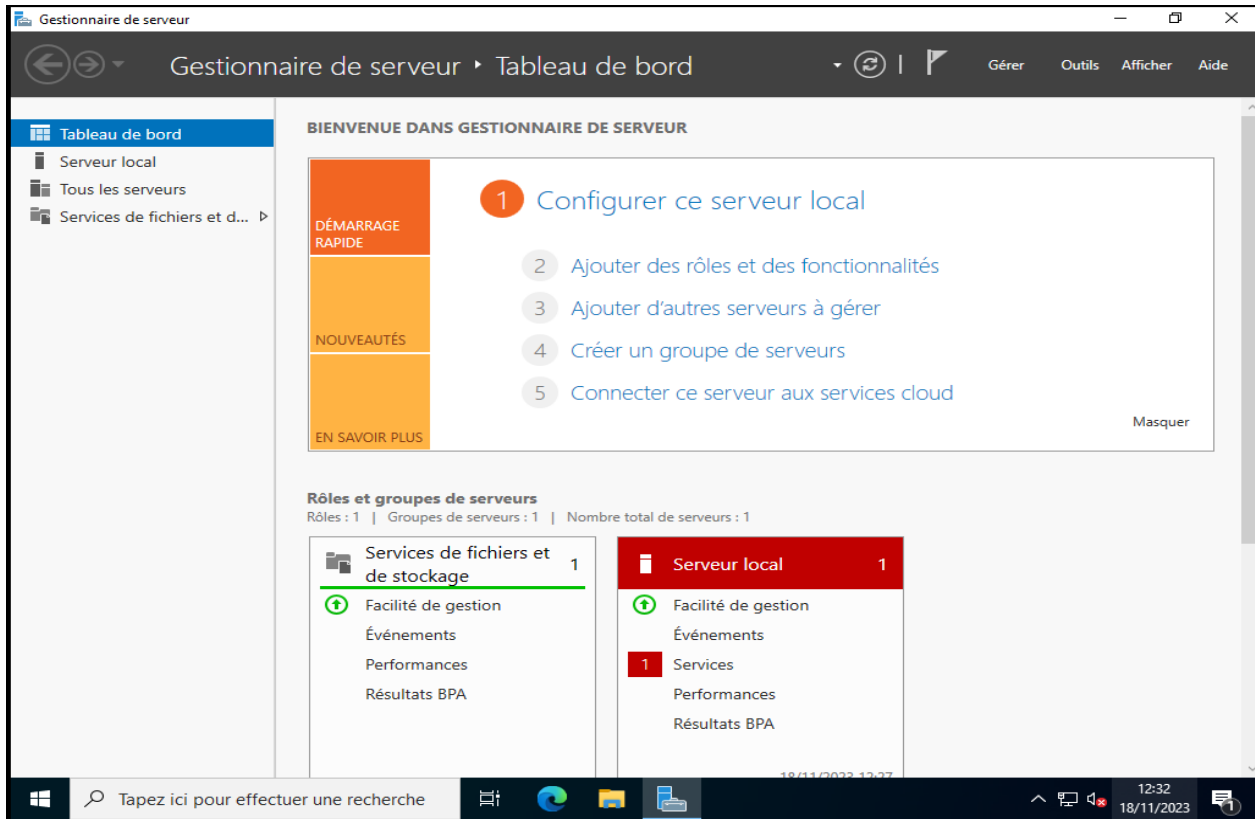 Gestionnaire de serveur
Gestionnaire de serveur ‣ Tableau de bord
Gérer Outils Afficher Aide
Tableau de bord
Serveur local
Tous les serveurs
Services de fichiers et d...
BIENVENUE DANS GESTIONNAIRE DE SERVEUR
DÉMARRAGE
RAPIDE
NOUVEAUTÉS
EN SAVOIR PLUS
1 Configurer ce serveur local
2 Ajouter des rôles et des fonctionnalités
3 Ajouter d’autres serveurs à gérer
4 Créer un groupe de serveurs
5 Connecter ce serveur aux services cloud
Masquer
Rôles et groupes de serveurs
Rôles : 1 | Groupes de serveurs : 1 | Nombre total de serveurs : 1
Services de fichiers et
de stockage
1
Facilité de gestion
Événements
Performances
Résultats BPA
Serveur local 1
Facilité de gestion
Événements
1 Services
Performances
Résultats BPA
18/11/2023 12:27
Tapez ici pour effectuer une recherche
12:32
18/11/2023
1